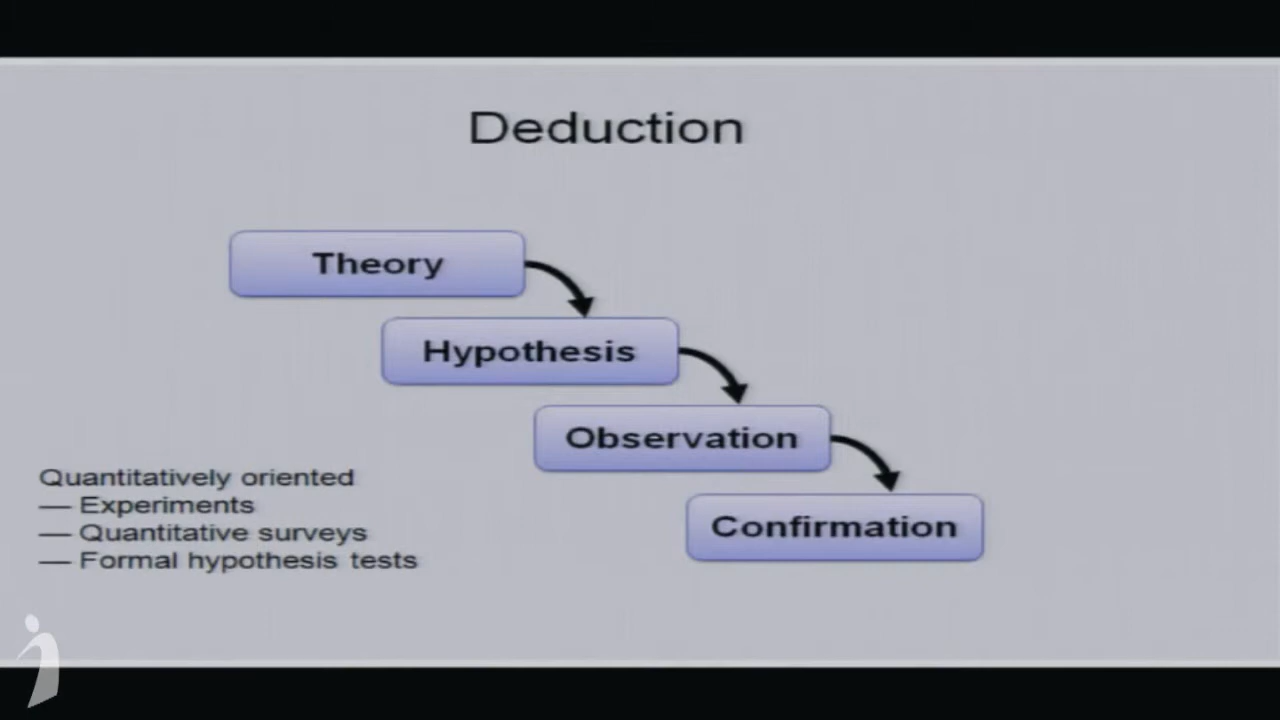 Deduction
Theory
Hypothesis
Observation
Confirmation
Quantitatively oriented
— Experiments
— Quantitative surveys
— Formal hypothesis tests